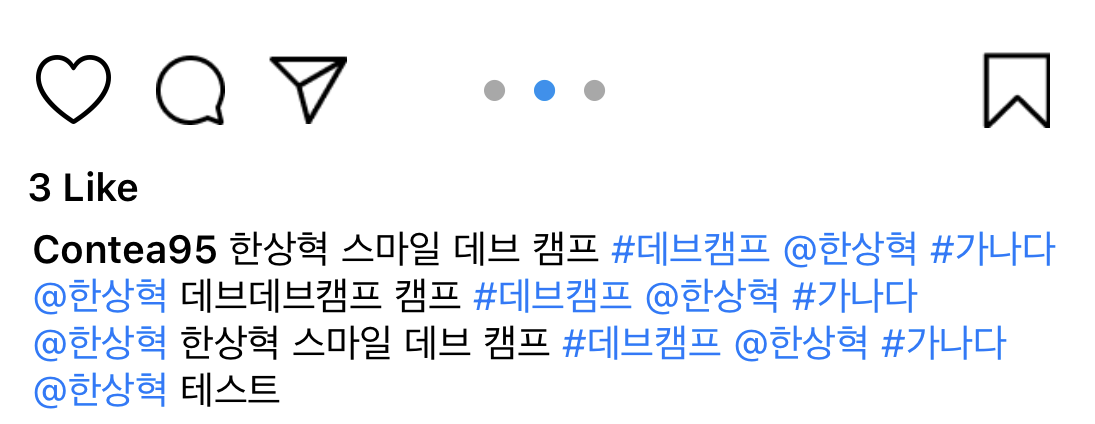 3 Like
Contea95 한상혁 스마일 데브 캠프 #데브캠프 @한상혁 #가나다
@한상혁 데브데브캠프 캠프 #데브캠프 @한상혁 #가나다
@한상혁 한상혁 스마일 데브 캠프 #데브캠프 @한상혁 #가나다
@한상혁 테스트